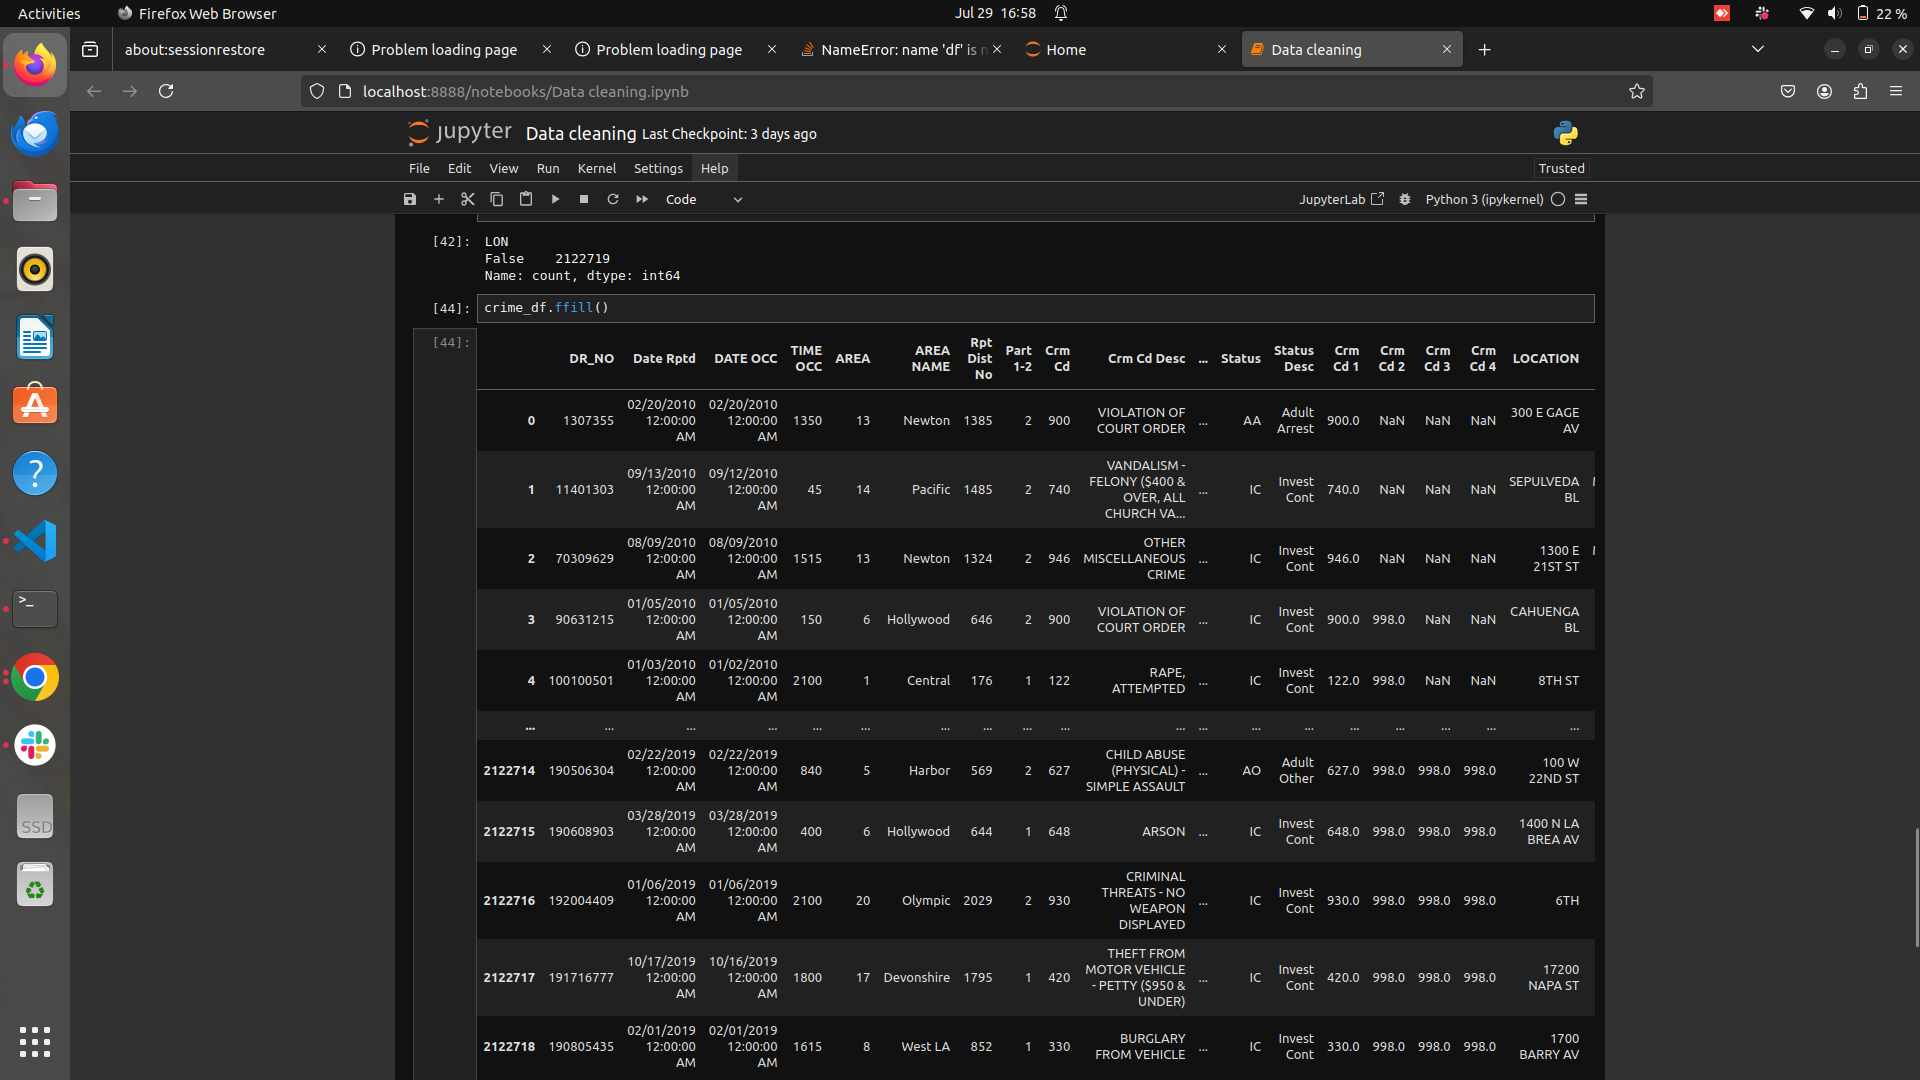 Activities Firefox Web Browser Jul 29 16:58 22 %
about:sessionrestore Problem loading page Problem loading page NameError: name 'df' is n Home Data cleaning
localhost:8888/notebooks/Data cleaning.ipynb
jupyter Data cleaning Last Checkpoint: 3 days ago
File Edit View Run Kernel Settings Help Trusted
Code JupyterLab Python 3 (ipykernel)
[42]: LON
False 2122719
Name: count, dtype: int64
[44]: crime_df.ffill()
[44]:
DR_NO Date Rptd DATE OCC TIME OCC AREA AREA NAME Rpt Dist No Part 1-2 Crm Cd Crm Cd Desc ... Status Status Desc Crm Cd 1 Crm Cd 2 Crm Cd 3 Crm Cd 4 LOCATION
0 1307355 02/20/2010 12:00:00 AM 02/20/2010 12:00:00 AM 1350 13 Newton 1385 2 900 VIOLATION OF COURT ORDER ... AA Adult Arrest 900.0 NaN NaN NaN 300 E GAGE AV
1 11401303 09/13/2010 12:00:00 AM 09/12/2010 12:00:00 AM 45 14 Pacific 1485 2 740 VANDALISM - FELONY ($400 & OVER, ALL CHURCH VA... ... IC Invest Cont 740.0 NaN NaN NaN SEPULVEDA BL
2 70309629 08/09/2010 12:00:00 AM 08/09/2010 12:00:00 AM 1515 13 Newton 1324 2 946 OTHER MISCELLANEOUS CRIME ... IC Invest Cont 946.0 NaN NaN NaN 1300 E 21ST ST
3 90631215 01/05/2010 12:00:00 AM 01/05/2010 12:00:00 AM 150 6 Hollywood 646 2 900 VIOLATION OF COURT ORDER ... IC Invest Cont 900.0 998.0 NaN NaN CAHUENGA BL
4 100100501 01/03/2010 12:00:00 AM 01/02/2010 12:00:00 AM 2100 1 Central 176 1 122 RAPE, ATTEMPTED ... IC Invest Cont 122.0 998.0 NaN NaN 8TH ST
... ... ... ... ... ... ... ... ... ... ... ... ... ... ... ... ... ... ...
2122714 190506304 02/22/2019 12:00:00 AM 02/22/2019 12:00:00 AM 840 5 Harbor 569 2 627 CHILD ABUSE (PHYSICAL) - SIMPLE ASSAULT ... AO Adult Other 627.0 998.0 998.0 998.0 100 W 22ND ST
2122715 190608903 03/28/2019 12:00:00 AM 03/28/2019 12:00:00 AM 400 6 Hollywood 644 1 648 ARSON ... IC Invest Cont 648.0 998.0 998.0 998.0 1400 N LA BREA AV
2122716 192004409 01/06/2019 12:00:00 AM 01/06/2019 12:00:00 AM 2100 20 Olympic 2029 2 930 CRIMINAL THREATS - NO WEAPON DISPLAYED ... IC Invest Cont 930.0 998.0 998.0 998.0 6TH
2122717 191716777 10/17/2019 12:00:00 AM 10/16/2019 12:00:00 AM 1800 17 Devonshire 1795 1 420 THEFT FROM MOTOR VEHICLE - PETTY ($950 & UNDER) ... IC Invest Cont 420.0 998.0 998.0 998.0 17200 NAPA ST
2122718 190805435 02/01/2019 12:00:00 AM 02/01/2019 12:00:00 AM 1615 8 West LA 852 1 330 BURGLARY FROM VEHICLE ... IC Invest Cont 330.0 998.0 998.0 998.0 1700 BARRY AV
SSD